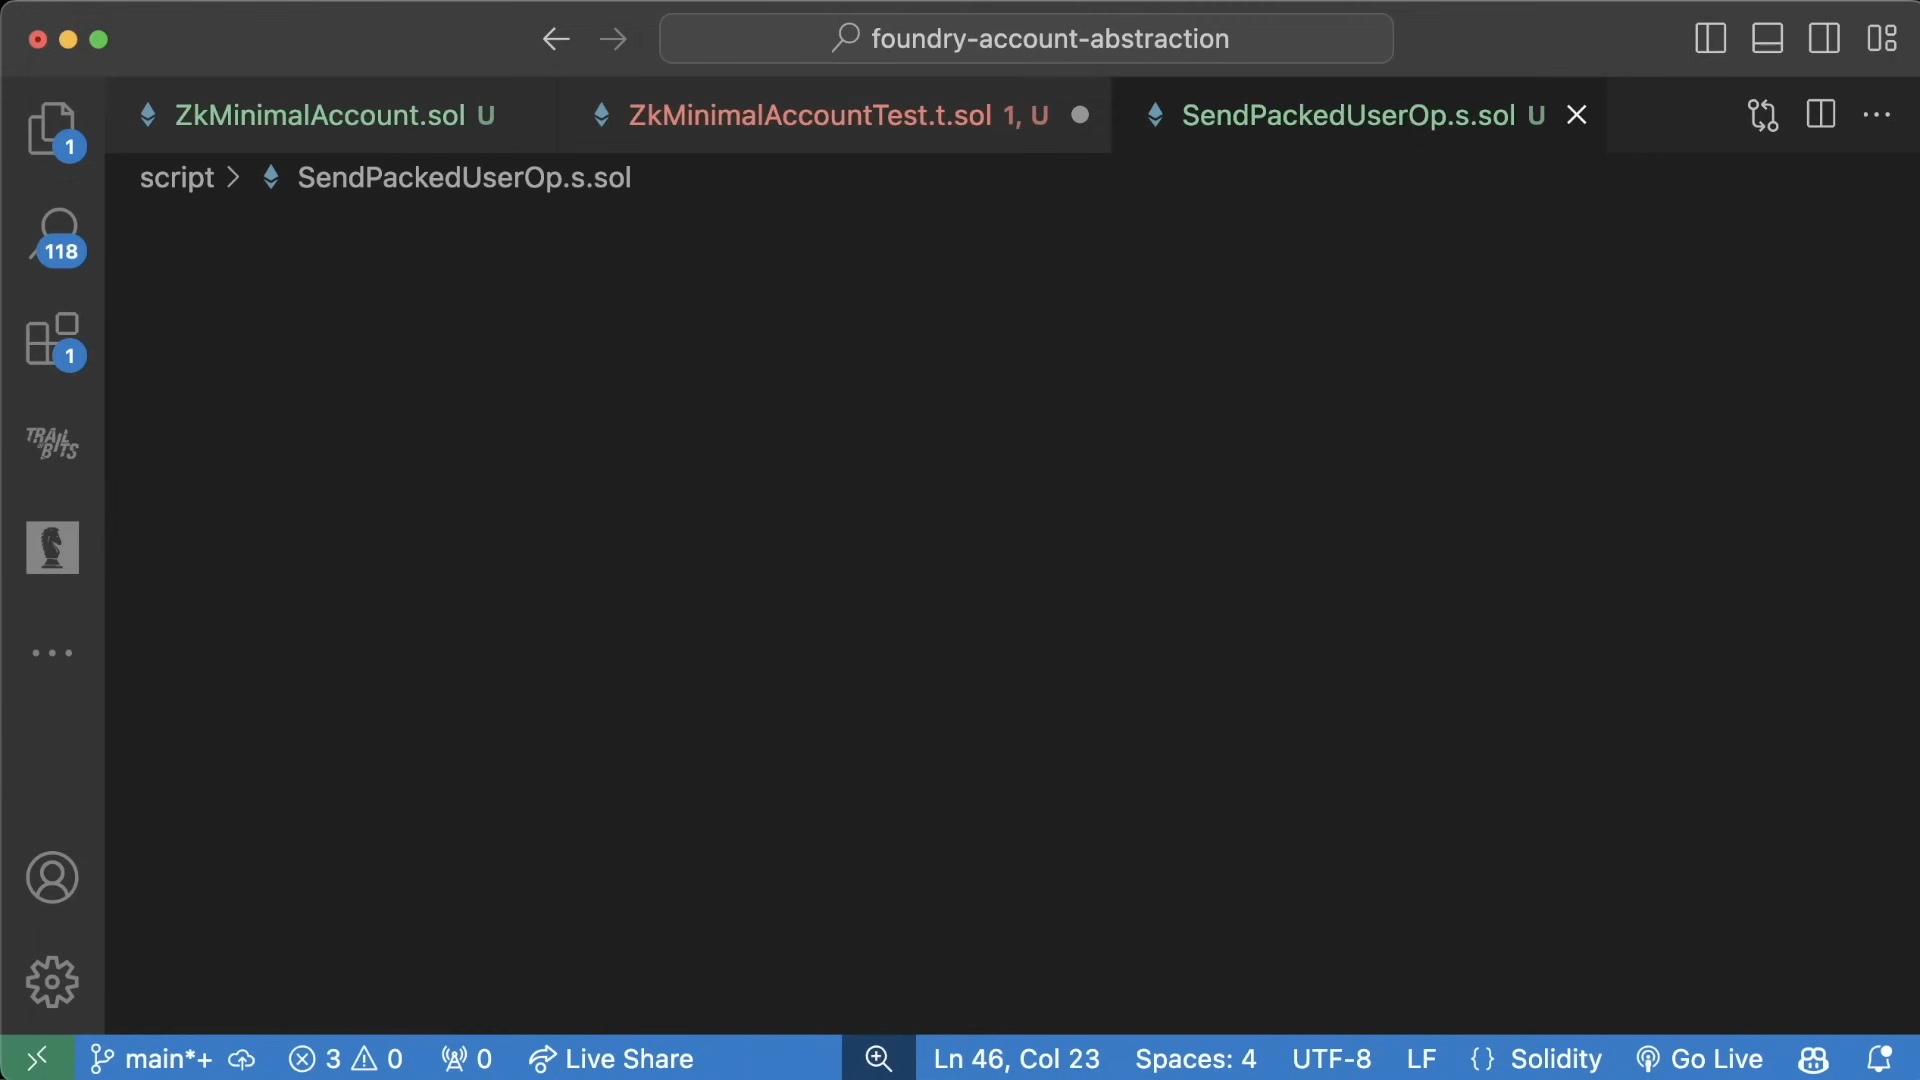 foundry-account-abstraction
ZkMinimalAccount.sol U
ZkMinimalAccountTest.t.sol 1, U
SendPackedUserOp.s.sol U
script > SendPackedUserOp.s.sol
1
118
1
TRAIL OF BITS
main*+
3
0
0
Live Share
Ln 46, Col 23
Spaces: 4
UTF-8
LF
{} Solidity
Go Live